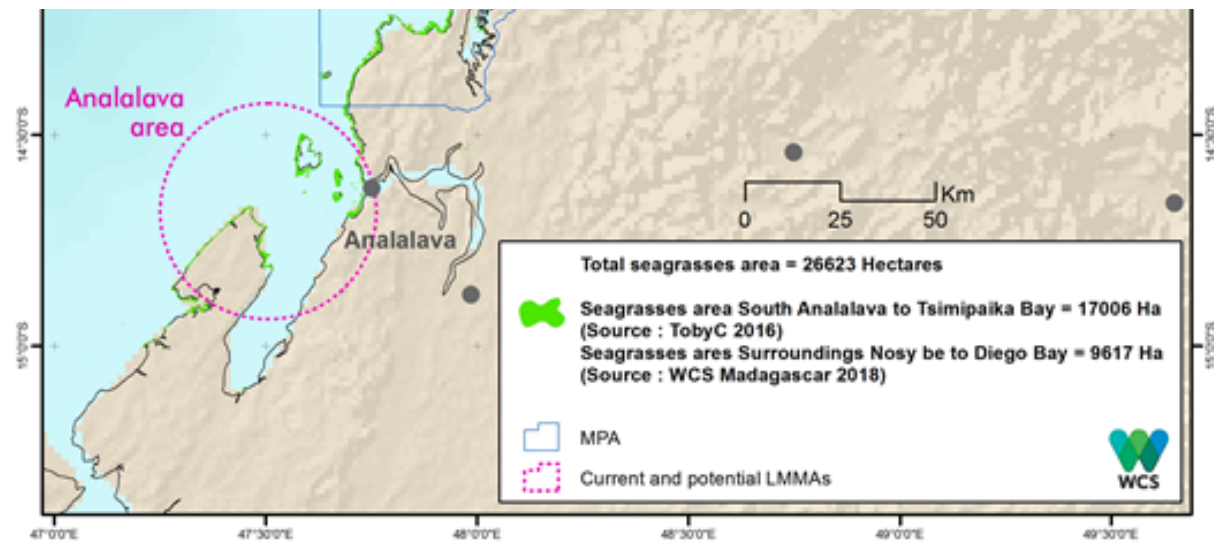 Analalava
area
Analalava
14°30'0"S
14°30'0"S
Km
0 25 50
Total seagrasses area = 26623 Hectares
Seagrasses area South Analalava to Tsimipaika Bay = 17006 Ha
(Source : TobyC 2016)
Seagrasses ares Surroundings Nosy be to Diego Bay = 9617 Ha
(Source : WCS Madagascar 2018)
15°0'0"S
15°0'0"S
MPA
Current and potential LMMAs
WCS
47°0'0"E 47°30'0"E 48°0'0"E 48°30'0"E 49°0'0"E 49°30'0"E